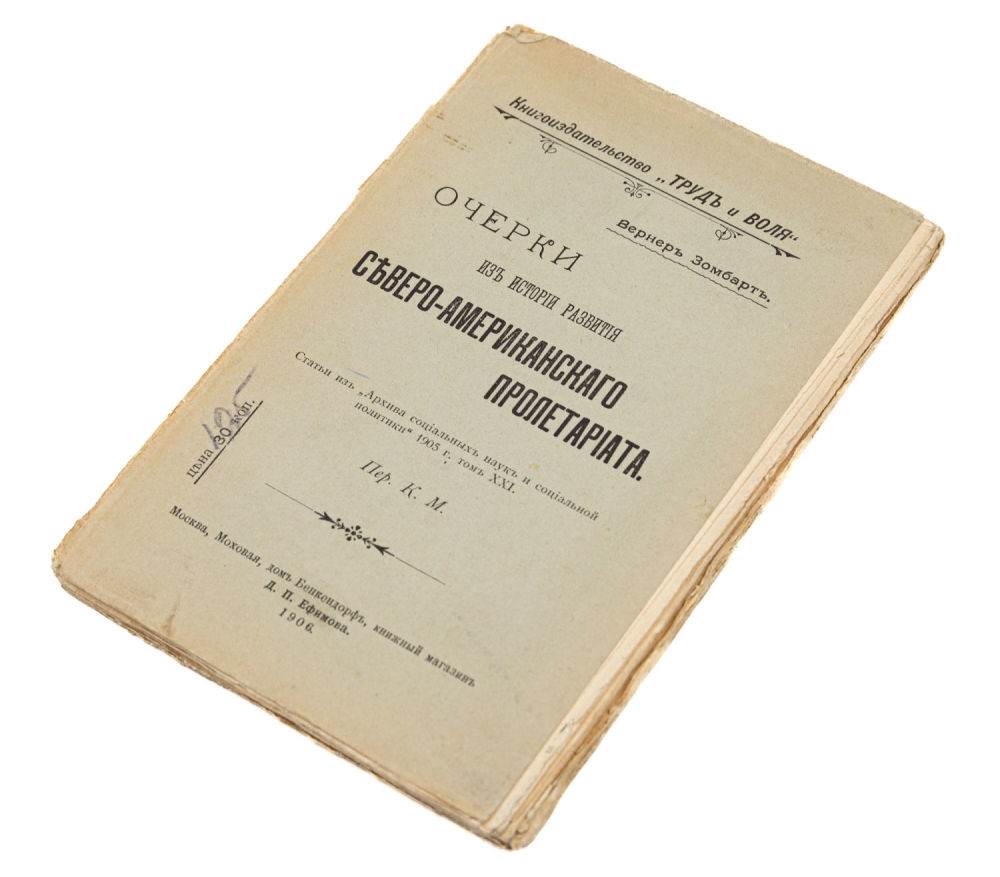 Книгоиздательство „ТРУДЪ и ВОЛЯ“
Вернеръ Зомбартъ.
ОЧЕРКИ
ИЗЪ ИСТОРІИ РАЗВИТІЯ
СѢВЕРО-АМЕРИКАНСКАГО
ПРОЛЕТАРІАТА.
Статьи изъ „Архива соціальныхъ наукъ и соціальной
политики“ 1905 г. томъ XXI.
Пер. К. М.
Цѣна 30 коп.
Москва, Моховая, домъ Бенкендорфъ, книжный магазинъ
Д. П. Ефимова.
1906.